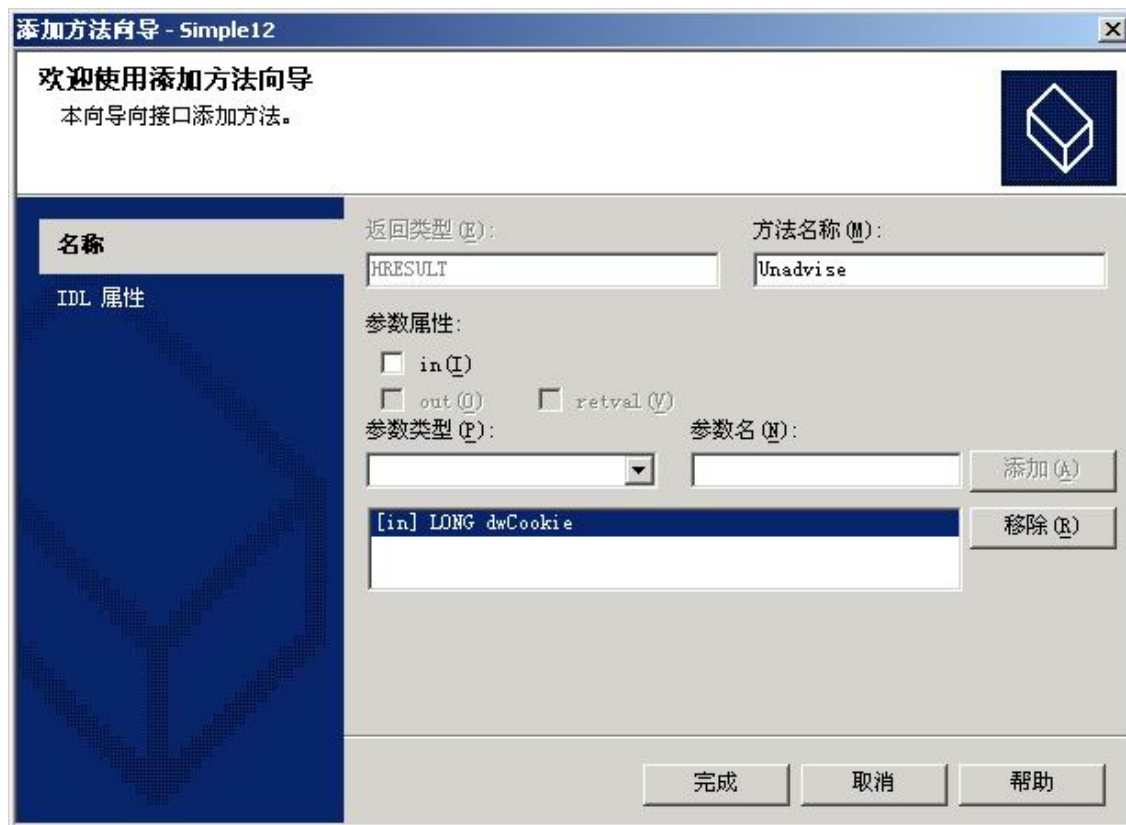 添加方法向导 - Simple12
欢迎使用添加方法向导
本向导向接口添加方法。
名称
IDL 属性
返回类型(E):
方法名称(M):
HRESULT
Unadvise
参数属性:
in(I)
out(O) retval(V)
参数类型(P):
参数名(N):
添加(A)
[in] LONG dwCookie
移除(R)
完成 取消 帮助